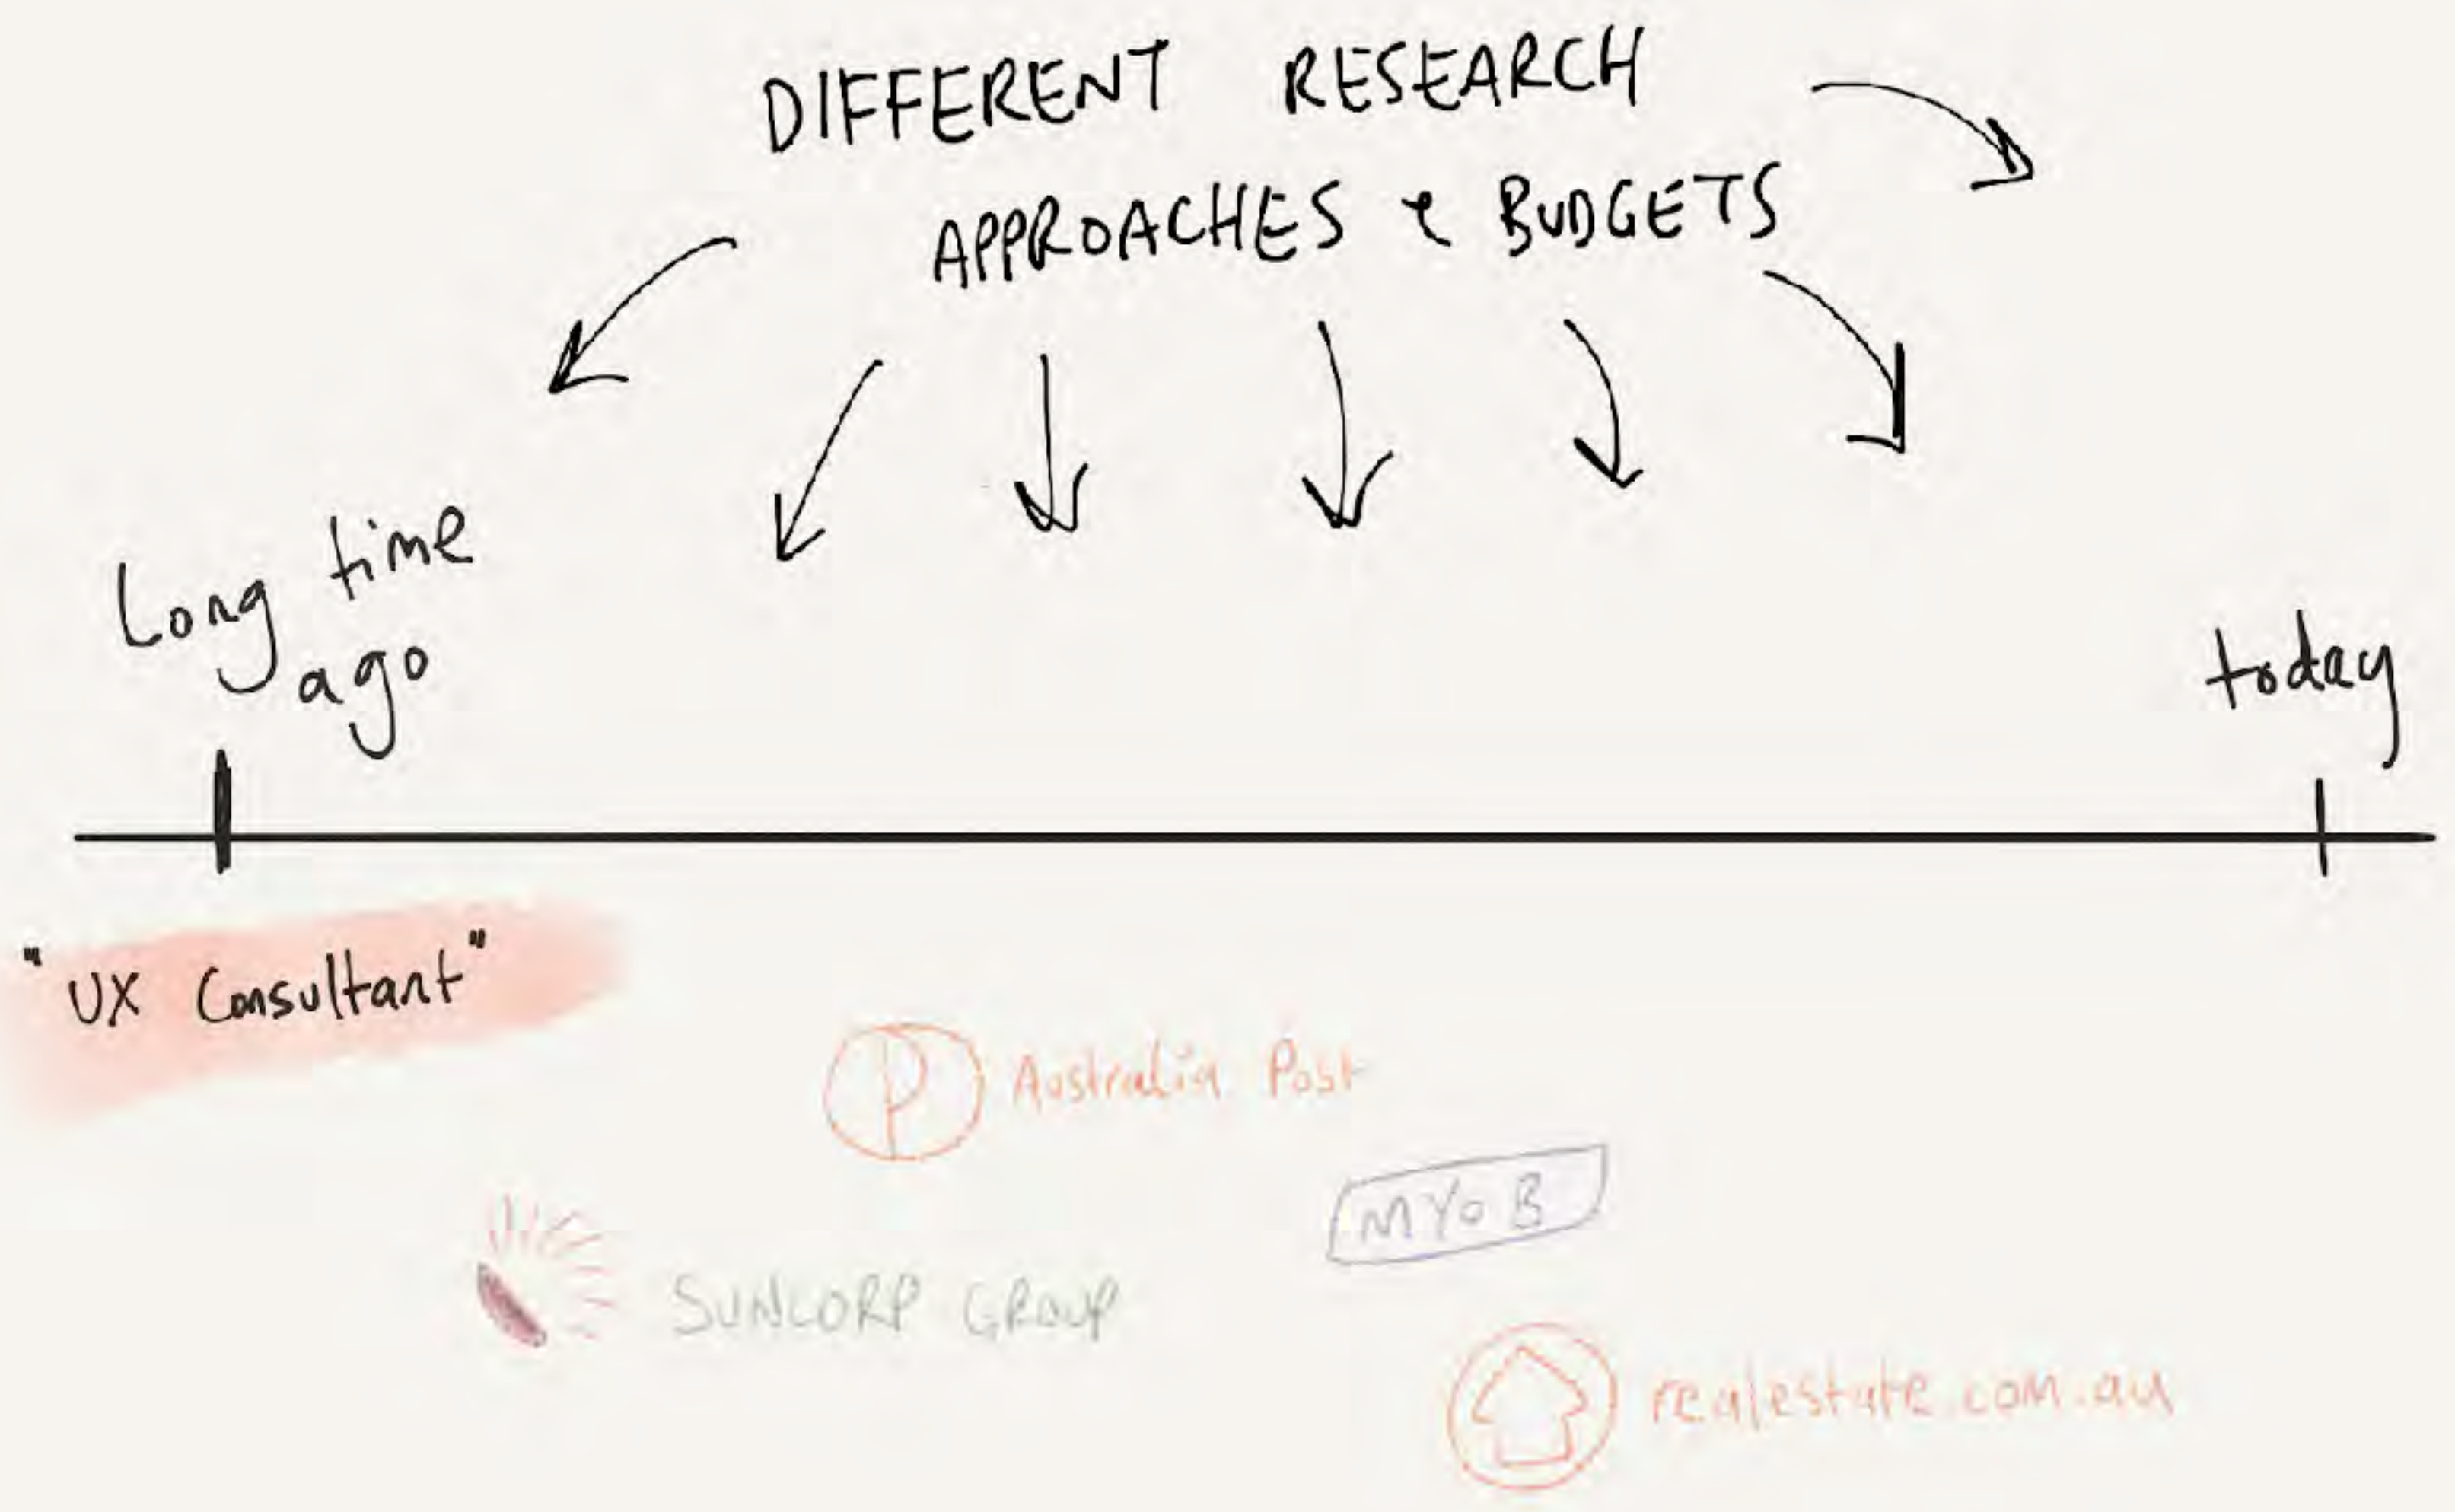 DIFFERENT RESEARCH
APPROACHES & BUDGETS
Long time
ago
today
"UX Consultant"
Australia Post
MYOB
SUNCORP GROUP
realestate.com.au